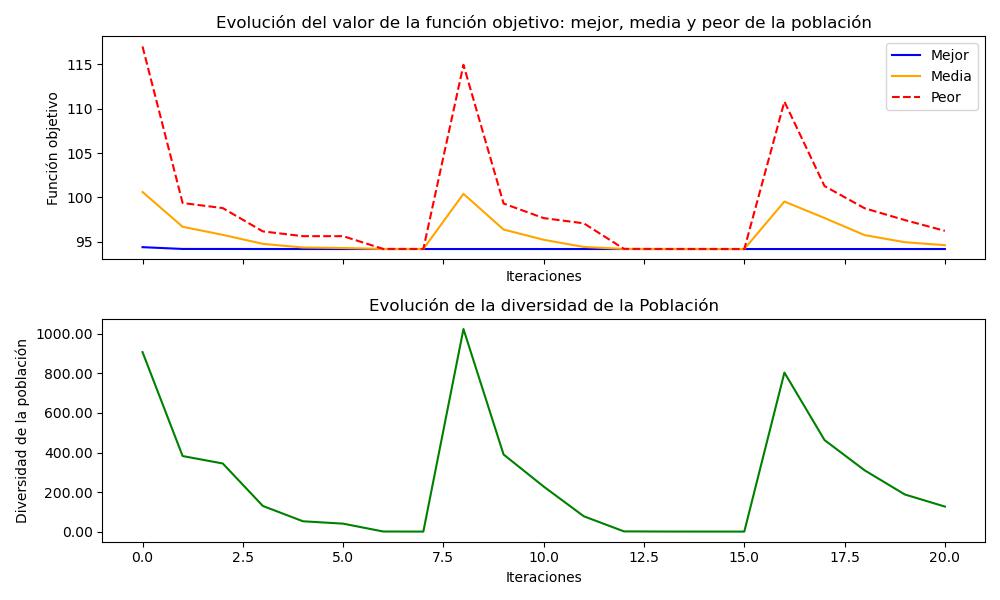 Evolución del valor de la función objetivo: mejor, media y peor de la población
Función objetivo
115
110
105
100
95
Mejor
Media
Peor
Iteraciones
Evolución de la diversidad de la Población
Diversidad de la población
1000.00
800.00
600.00
400.00
200.00
0.00
0.0 2.5 5.0 7.5 10.0 12.5 15.0 17.5 20.0
Iteraciones